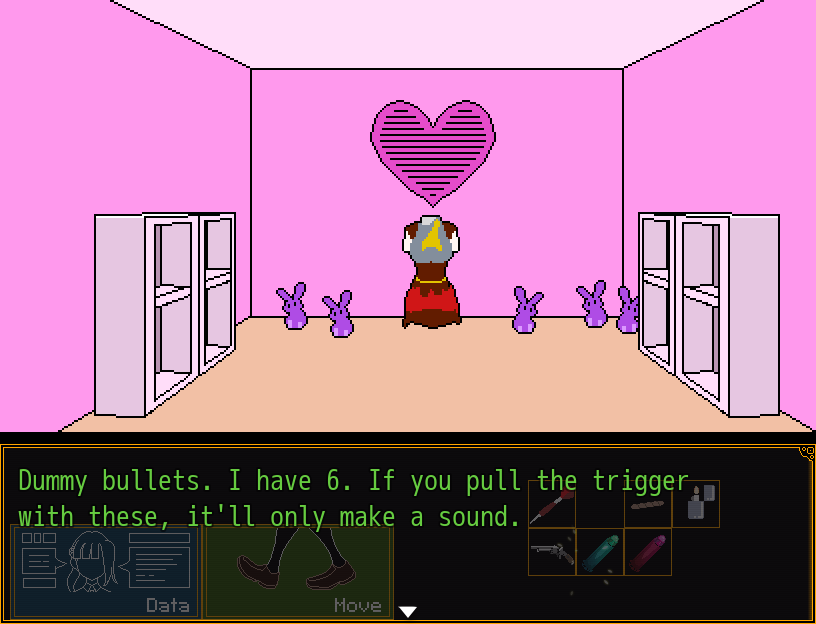 Dummy bullets. I have 6. If you pull the trigger
with these, it'll only make a sound.
Data
Move